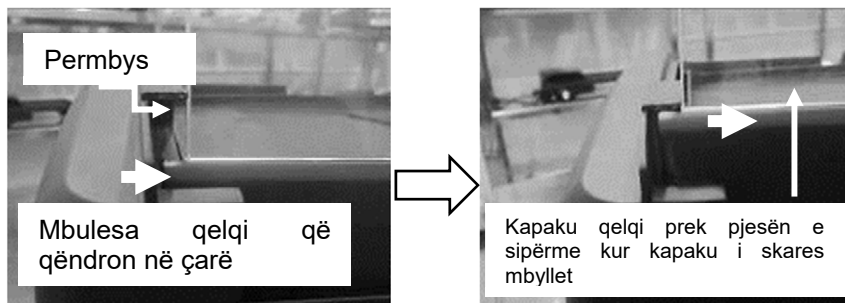 Permbys
Mbulesa qelqi që
qëndron në çarë
Kapaku qelqi prek pjesën e
sipërme kur kapaku i skares
mbyllet